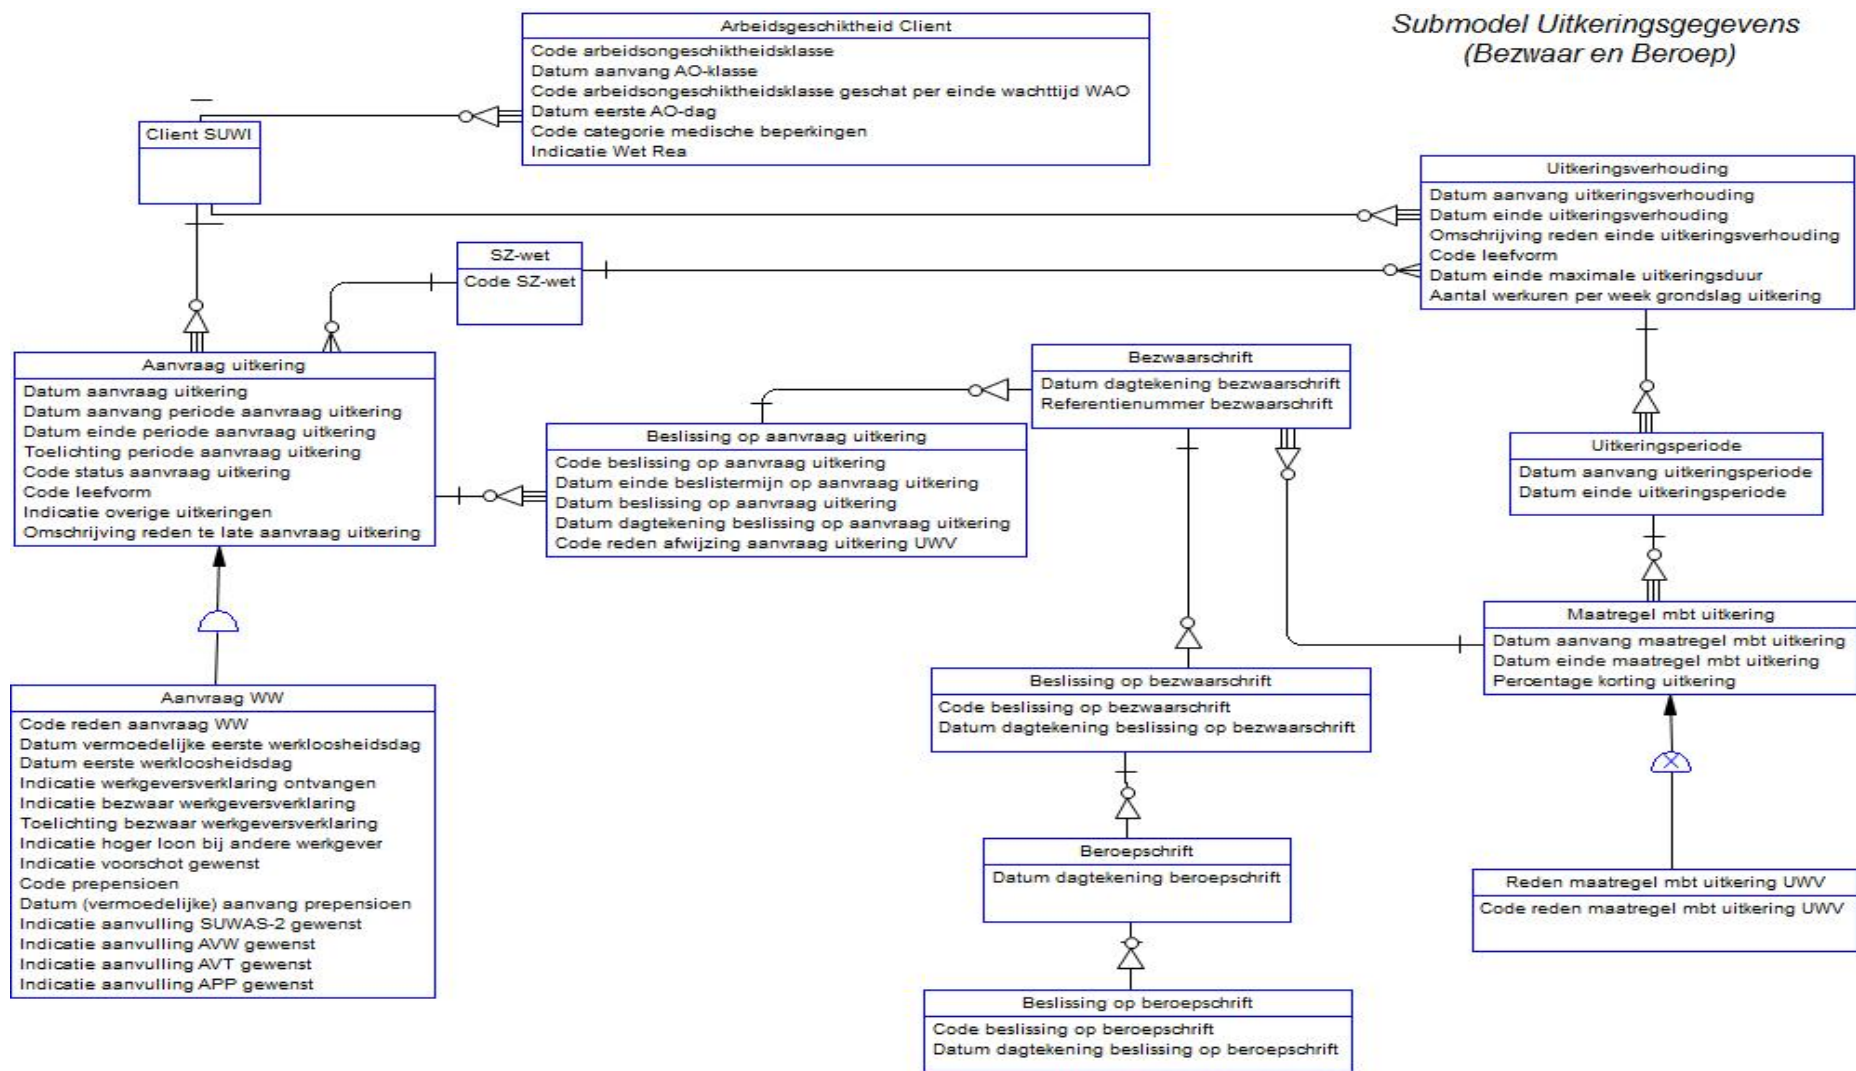 Submodel Uitkeringsgegevens
(Bezwaar en Beroep)
Arbeidsgeschiktheid Client
Code arbeidsongeschiktheidsklasse
Datum aanvang AO-klasse
Code arbeidsongeschiktheidsklasse geschat per einde wachttijd WAO
Datum eerste AO-dag
Code categorie medische beperkingen
Indicatie Wet Rea
Client SUWI
Uitkeringsverhouding
Datum aanvang uitkeringsverhouding
Datum einde uitkeringsverhouding
Omschrijving reden einde uitkeringsverhouding
Code leefvorm
Datum einde maximale uitkeringsduur
Aantal werkuren per week grondslag uitkering
SZ-wet
Code SZ-wet
Aanvraag uitkering
Datum aanvraag uitkering
Datum aanvang periode aanvraag uitkering
Datum einde periode aanvraag uitkering
Toelichting periode aanvraag uitkering
Code status aanvraag uitkering
Code leefvorm
Indicatie overige uitkeringen
Omschrijving reden te late aanvraag uitkering
Bezwaarschrift
Datum dagtekening bezwaarschrift
Referentienummer bezwaarschrift
Beslissing op aanvraag uitkering
Code beslissing op aanvraag uitkering
Datum einde beslistermijn op aanvraag uitkering
Datum beslissing op aanvraag uitkering
Datum dagtekening beslissing op aanvraag uitkering
Code reden afwijzing aanvraag uitkering UWV
Uitkeringsperiode
Datum aanvang uitkeringsperiode
Datum einde uitkeringsperiode
Maatregel mbt uitkering
Datum aanvang maatregel mbt uitkering
Datum einde maatregel mbt uitkering
Percentage korting uitkering
Aanvraag WW
Code reden aanvraag WW
Datum vermoedelijke eerste werkloosheidsdag
Datum eerste werkloosheidsdag
Indicatie werkgeversverklaring ontvangen
Indicatie bezwaar werkgeversverklaring
Toelichting bezwaar werkgeversverklaring
Indicatie hoger loon bij andere werkgever
Indicatie voorschot gewenst
Code prepensioen
Datum (vermoedelijke) aanvang prepensioen
Indicatie aanvulling SUWAS-2 gewenst
Indicatie aanvulling AVW gewenst
Indicatie aanvulling AVT gewenst
Indicatie aanvulling APP gewenst
Beslissing op bezwaarschrift
Code beslissing op bezwaarschrift
Datum dagtekening beslissing op bezwaarschrift
Beroepschrift
Datum dagtekening beroepschrift
Reden maatregel mbt uitkering UWV
Code reden maatregel mbt uitkering UWV
Beslissing op beroepschrift
Code beslissing op beroepschrift
Datum dagtekening beslissing op beroepschrift